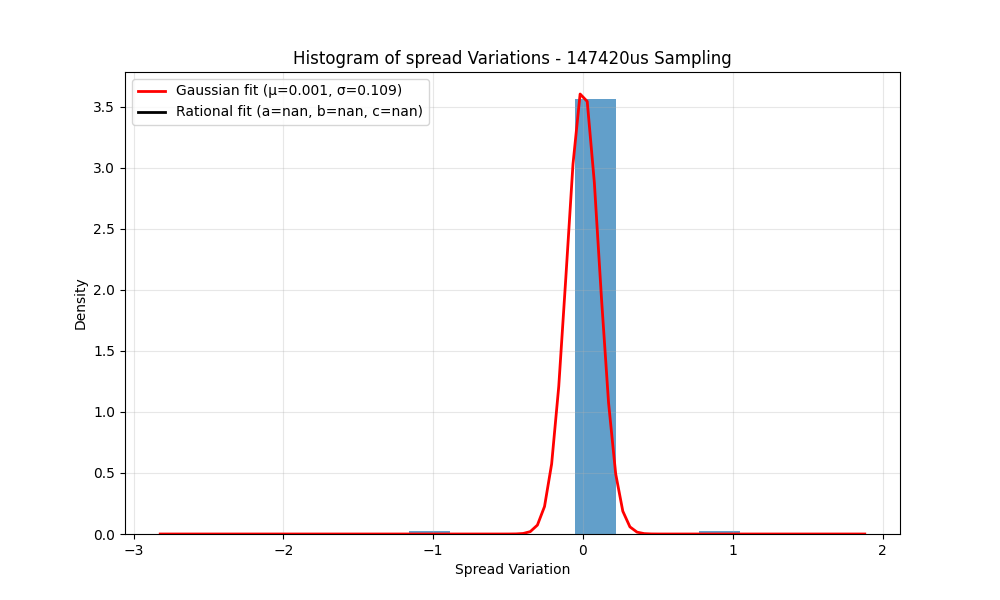 Histogram of spread Variations - 147420us Sampling
Gaussian fit (μ=0.001, σ=0.109)
Rational fit (a=nan, b=nan, c=nan)
Density
3.5
3.0
2.5
2.0
1.5
1.0
0.5
0.0
−3
−2
−1
0
1
2
Spread Variation